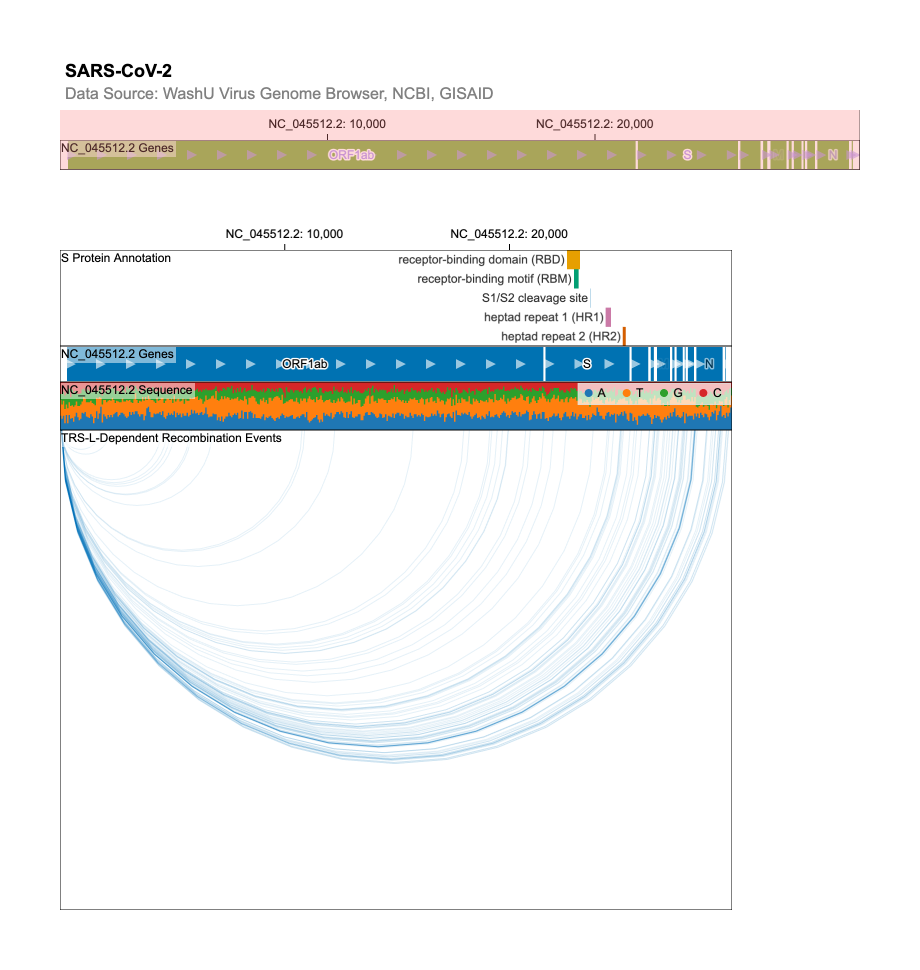 SARS-CoV-2
Data Source: WashU Virus Genome Browser, NCBI, GISAID
NC_045512.2: 10,000 NC_045512.2: 20,000
NC_045512.2 Genes ORF1ab S N
NC_045512.2: 10,000 NC_045512.2: 20,000
S Protein Annotation receptor-binding domain (RBD)
receptor-binding motif (RBM)
S1/S2 cleavage site
heptad repeat 1 (HR1)
heptad repeat 2 (HR2)
NC_045512.2 Genes ORF1ab S N
NC_045512.2 Sequence A T G C
TRS-L-Dependent Recombination Events